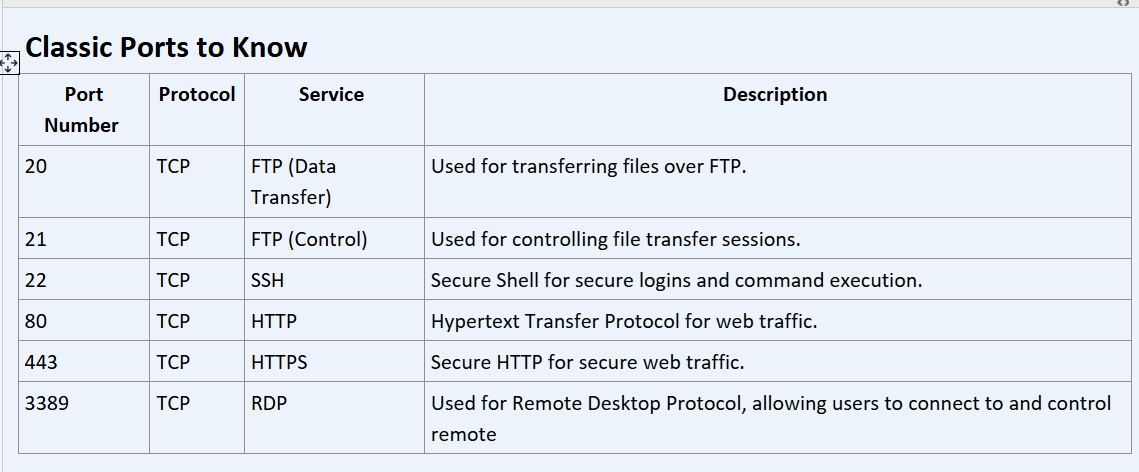 Classic Ports to Know
Port Number Protocol Service Description
20 TCP FTP (Data Transfer) Used for transferring files over FTP.
21 TCP FTP (Control) Used for controlling file transfer sessions.
22 TCP SSH Secure Shell for secure logins and command execution.
80 TCP HTTP Hypertext Transfer Protocol for web traffic.
443 TCP HTTPS Secure HTTP for secure web traffic.
3389 TCP RDP Used for Remote Desktop Protocol, allowing users to connect to and control
remote